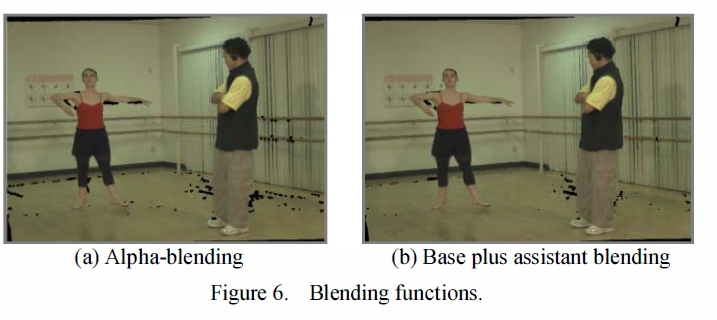 (a) Alpha-blending
(b) Base plus assistant blending
Figure 6. Blending functions.